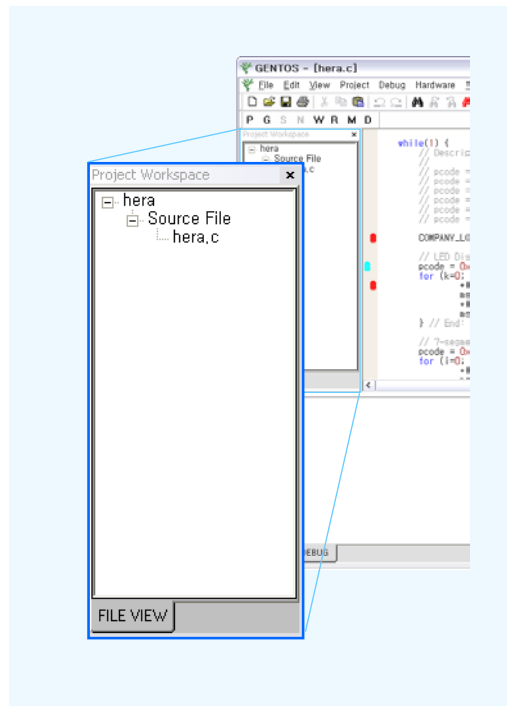 GENTOS - [hera.c]
File Edit View Project Debug Hardware
P G S N W R M D
Project Workspace ×
hera
Source File
while(1) {
// Descrip
//
// pcode =
// pcode =
// pcode =
// pcode =
// pcode =
// pcode =
COMPANY_LO
// LED Dis
pcode = 0x
for (k=0;
} // End:
// 7-segme
pcode = 0x
for (i=0;
EBUG
Project Workspace ×
hera
Source File
hera.c
FILE VIEW